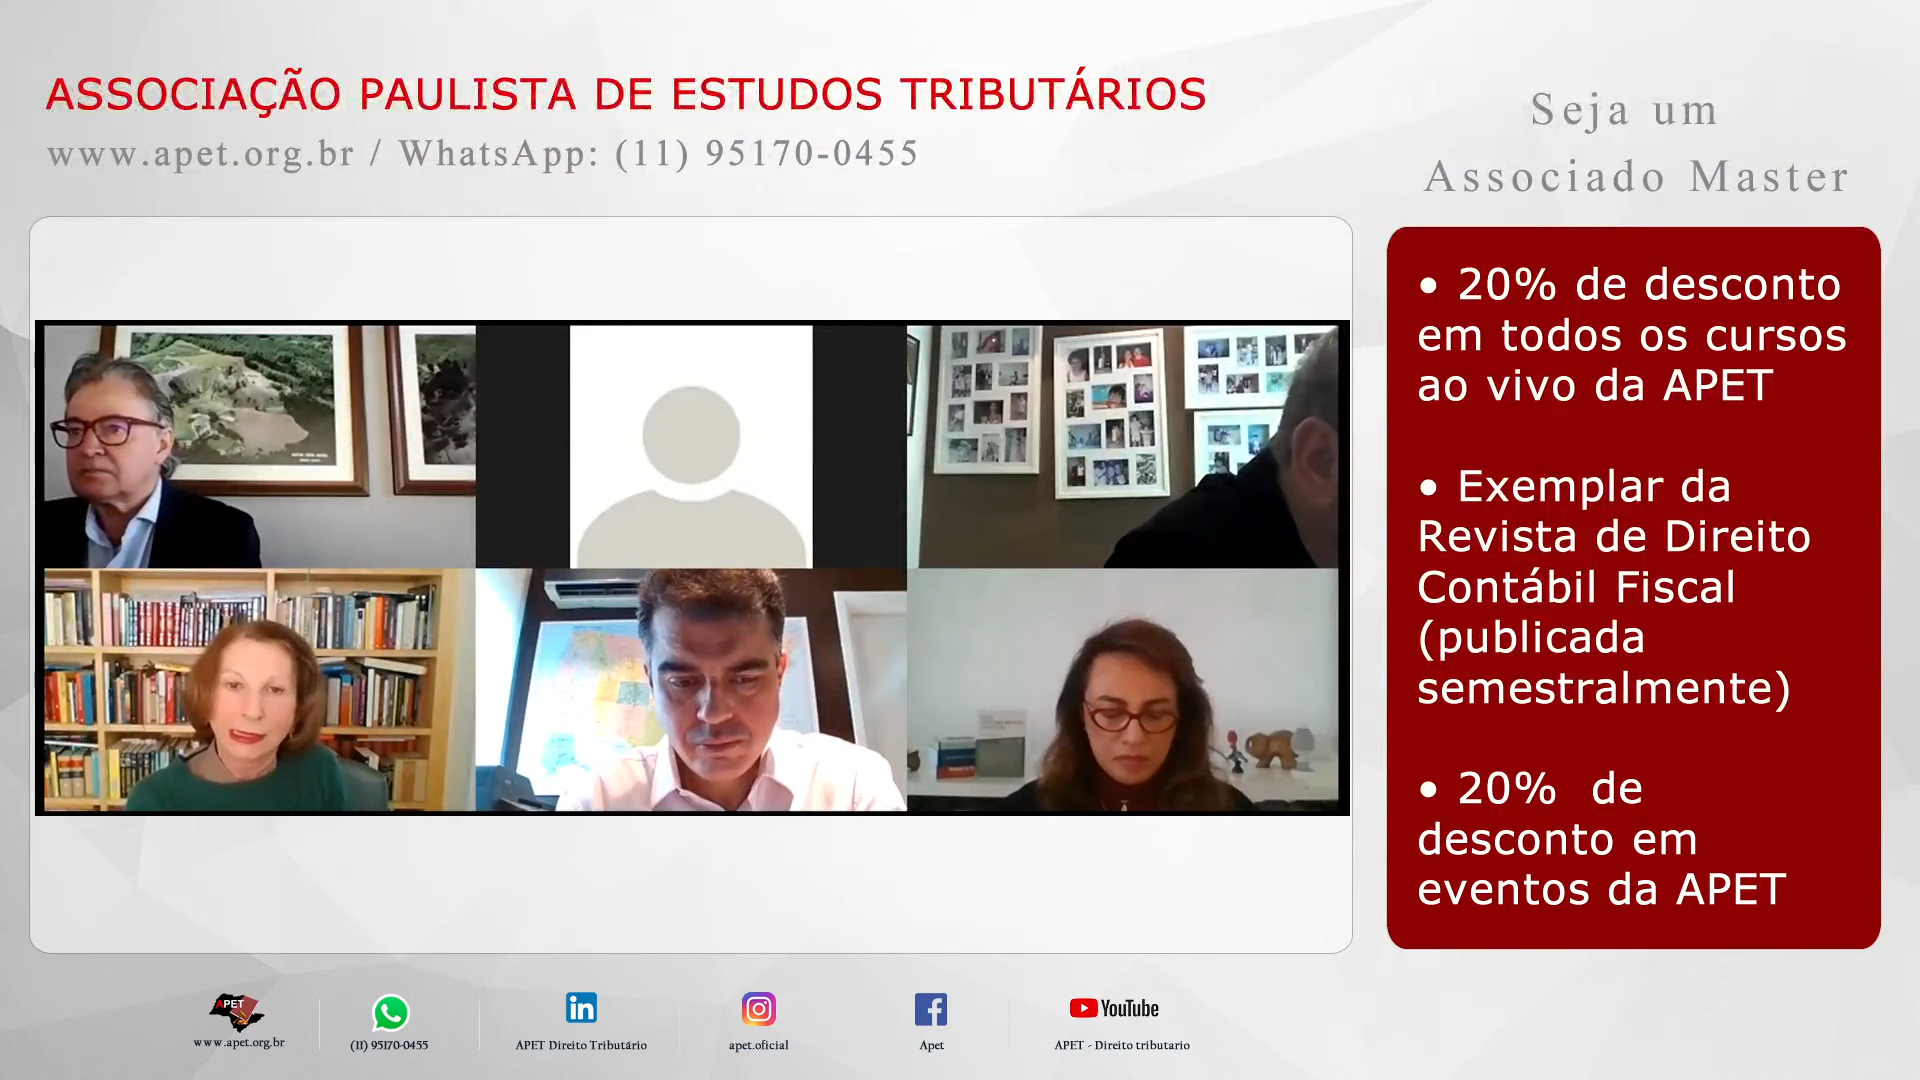 ASSOCIAÇÃO PAULISTA DE ESTUDOS TRIBUTÁRIOS
www.apet.org.br / WhatsApp: (11) 95170-0455
Seja um
Associado Master
• 20% de desconto
em todos os cursos
ao vivo da APET
• Exemplar da
Revista de Direito
Contábil Fiscal
(publicada
semestralmente)
• 20% de
desconto em
eventos da APET
APET
www.apet.org.br
(11) 95170-0455
in
APET Direito Tributário
apet.oficial
f
Apet
YouTube
APET - Direito tributario